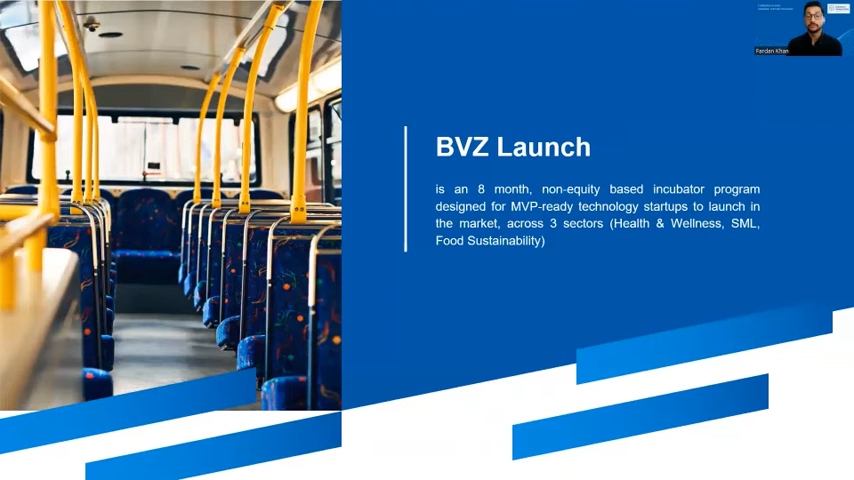 BVZ Launch
is an 8 month, non-equity based incubator program
designed for MVP-ready technology startups to launch in
the market, across 3 sectors (Health & Wellness, SML,
Food Sustainability)
Fardan Khan